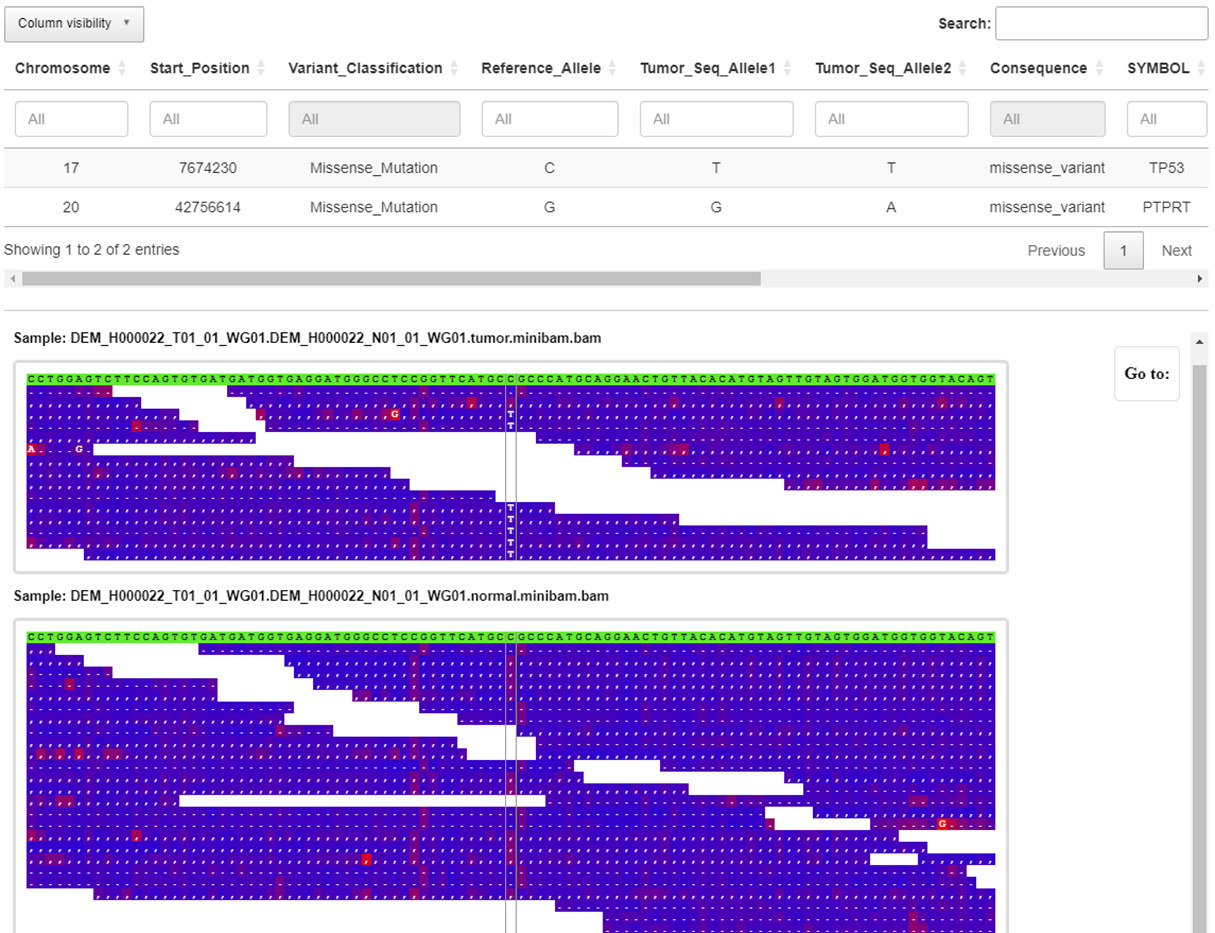 Column visibility ▼
Search:
Chromosome Start_Position Variant_Classification Reference_Allele Tumor_Seq_Allele1 Tumor_Seq_Allele2 Consequence SYMBOL
All All All All All All All All
17 7674230 Missense_Mutation C T T missense_variant TP53
20 42756614 Missense_Mutation G G A missense_variant PTPRT
Showing 1 to 2 of 2 entries
Previous 1 Next
Sample: DEM_H000022_T01_01_WG01.DEM_H000022_N01_01_WG01.tumor.minibam.bam
Go to:
CCTGGAGTCTTCCAGTGTGATGATGGTGAGGATGGGCCTCCGGTTCATGCCGCCCATGCAGGAACTGTTACACATGTAGTTGTAGTGGATGGTGGTACAGT
G T
T
A G
T
T
T
T
T
Sample: DEM_H000022_T01_01_WG01.DEM_H000022_N01_01_WG01.normal.minibam.bam
CCTGGAGTCTTCCAGTGTGATGATGGTGAGGATGGGCCTCCGGTTCATGCCGCCCATGCAGGAACTGTTACACATGTAGTTGTAGTGGATGGTGGTACAGT
G